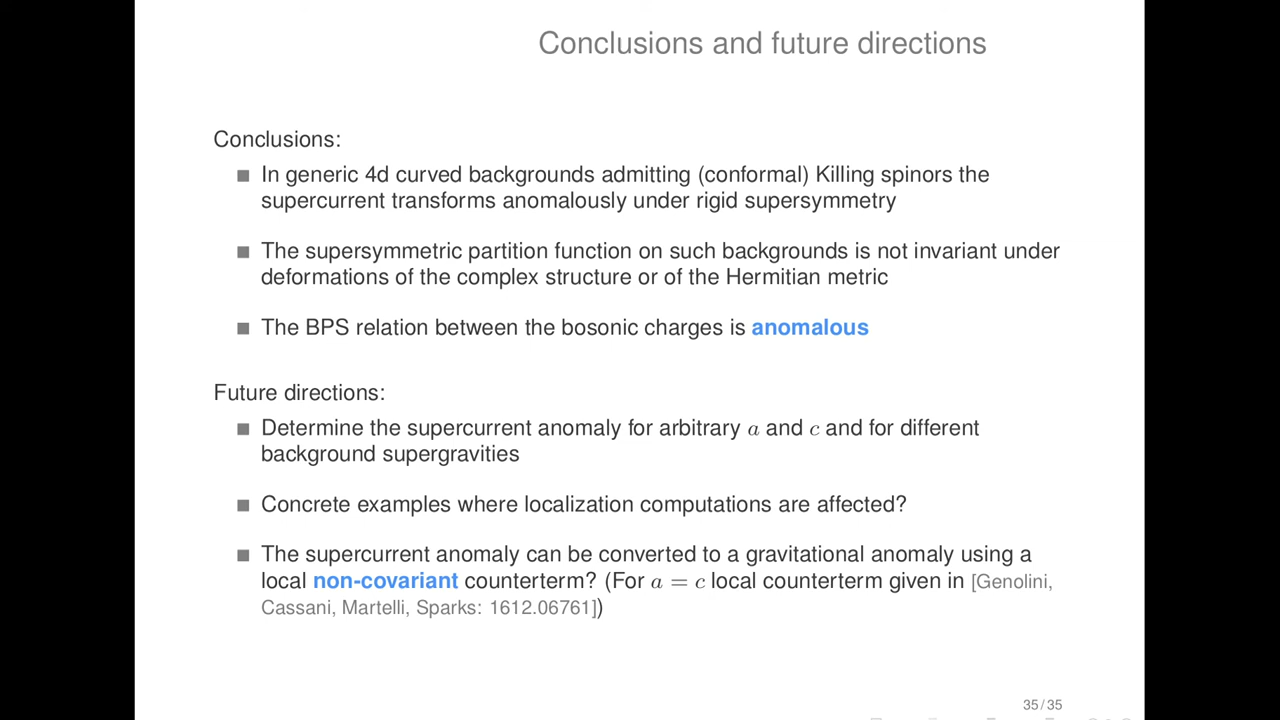 Conclusions and future directions
Conclusions:
■ In generic 4d curved backgrounds admitting (conformal) Killing spinors the
supercurrent transforms anomalously under rigid supersymmetry
■ The supersymmetric partition function on such backgrounds is not invariant under
deformations of the complex structure or of the Hermitian metric
■ The BPS relation between the bosonic charges is anomalous
Future directions:
■ Determine the supercurrent anomaly for arbitrary a and c and for different
background supergravities
■ Concrete examples where localization computations are affected?
■ The supercurrent anomaly can be converted to a gravitational anomaly using a
local non-covariant counterterm? (For a = c local counterterm given in [Genolini,
Cassani, Martelli, Sparks: 1612.06761])
35/35